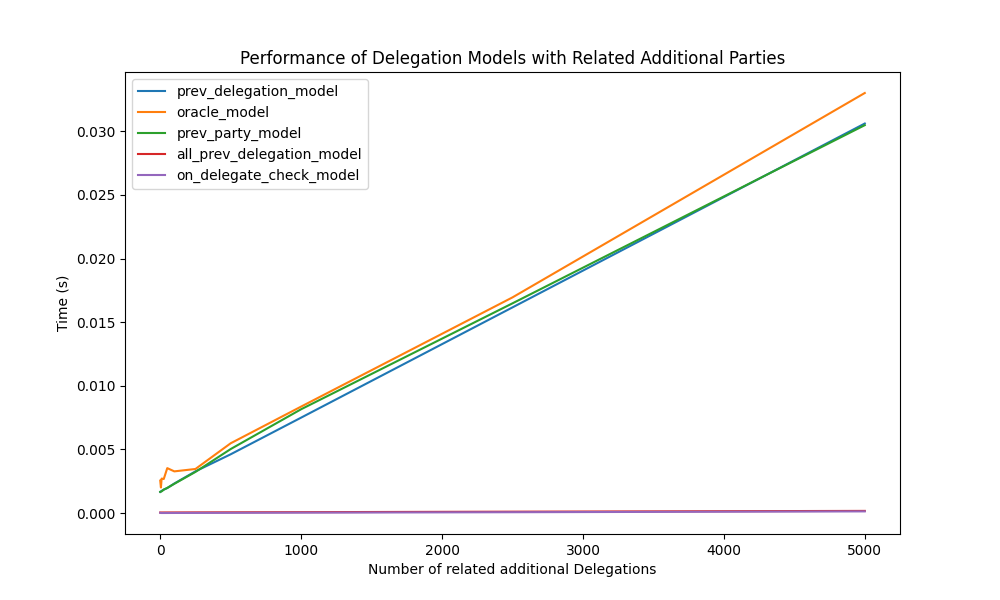 Performance of Delegation Models with Related Additional Parties
prev_delegation_model
oracle_model
prev_party_model
all_prev_delegation_model
on_delegate_check_model
0.030
0.025
0.020
0.015
0.010
0.005
0.000
Time (s)
0 1000 2000 3000 4000 5000
Number of related additional Delegations